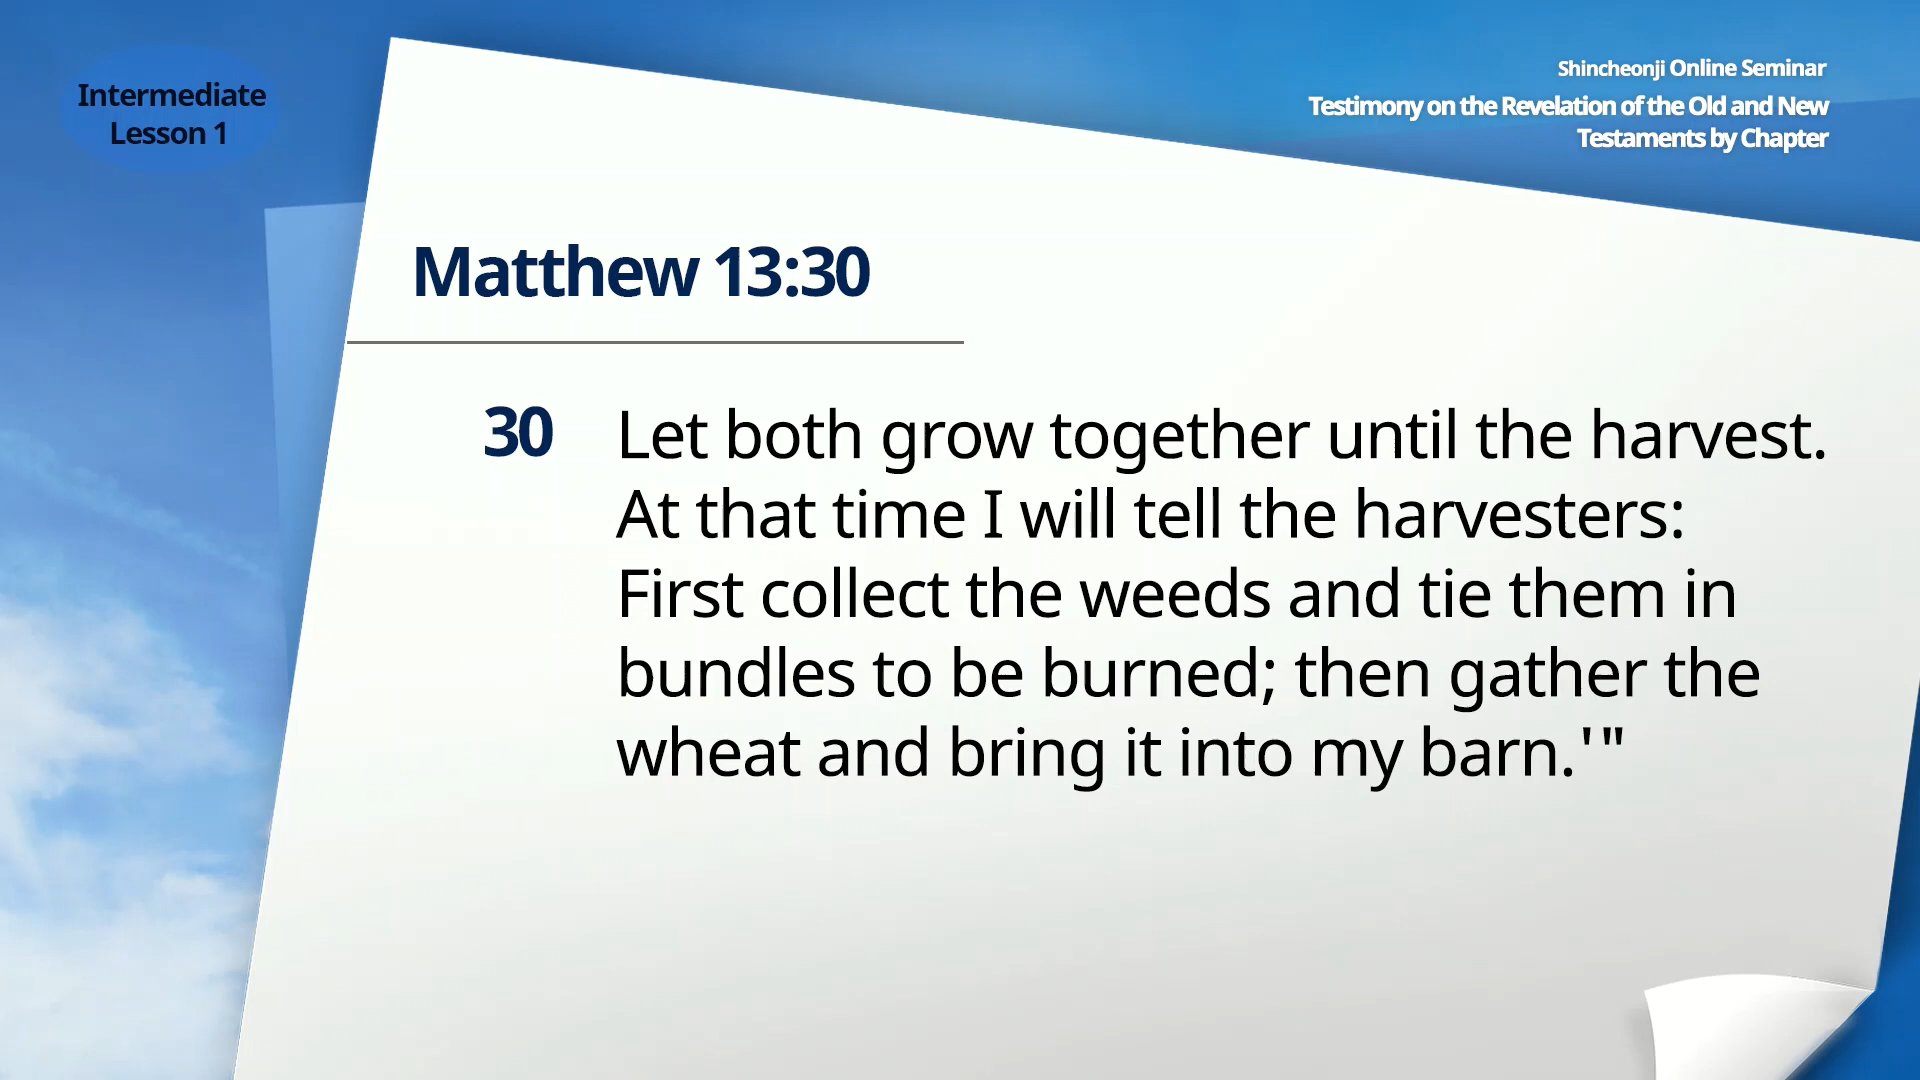 Intermediate
Lesson 1
Shincheonji Online Seminar
Testimony on the Revelation of the Old and New
Testaments by Chapter
Matthew 13:30
30 Let both grow together until the harvest.
At that time I will tell the harvesters:
First collect the weeds and tie them in
bundles to be burned; then gather the
wheat and bring it into my barn.'"